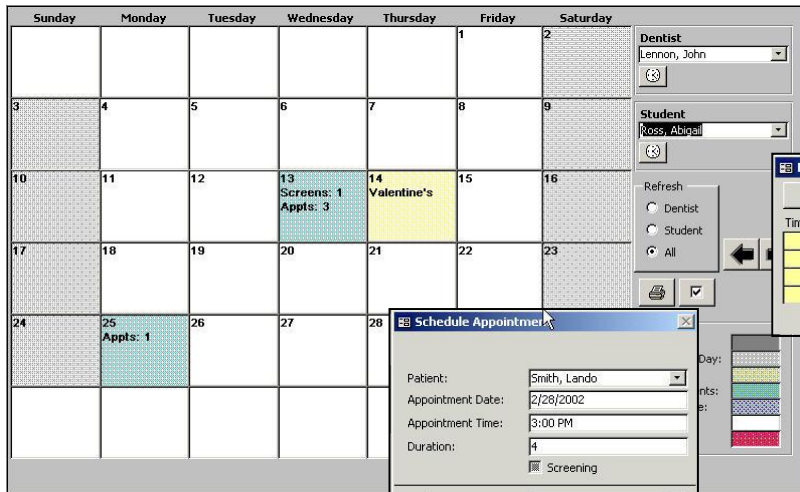 Sunday Monday Tuesday Wednesday Thursday Friday Saturday
1 2
3 4 5 6 7 8 9
10 11 12 13 14 15 16
Screens: 1 Valentine's
Appts: 3
17 18 19 20 21 22 23
24 25 26 27 28
Appts: 1
Dentist
Lennon, John
Student
Ross, Abigail
Refresh
Dentist
Student
All
Day:
nts:
e:
Schedule Appointment
Patient: Smith, Lando
Appointment Date: 2/28/2002
Appointment Time: 3:00 PM
Duration: 4
Screening